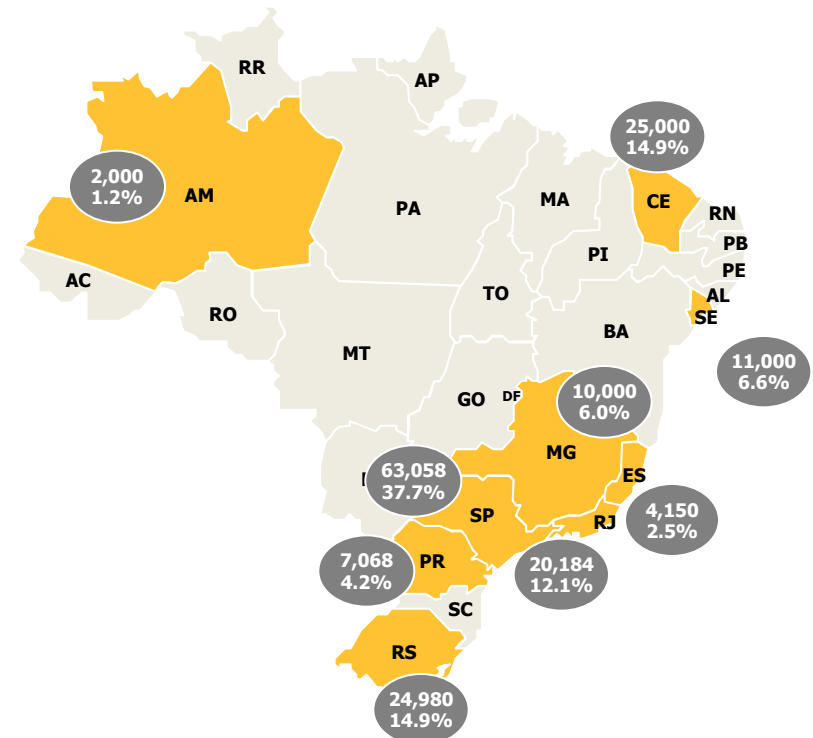 RR
AP
25,000
14.9%
2,000
1.2%
AM
PA
MA
CE
RN
PB
PI
PE
AC
TO
AL
RO
SE
BA
MT
11,000
6.6%
GO
DF
10,000
6.0%
MG
63,058
37.7%
ES
SP
RJ
4,150
2.5%
7,068
4.2%
PR
20,184
12.1%
SC
RS
24,980
14.9%